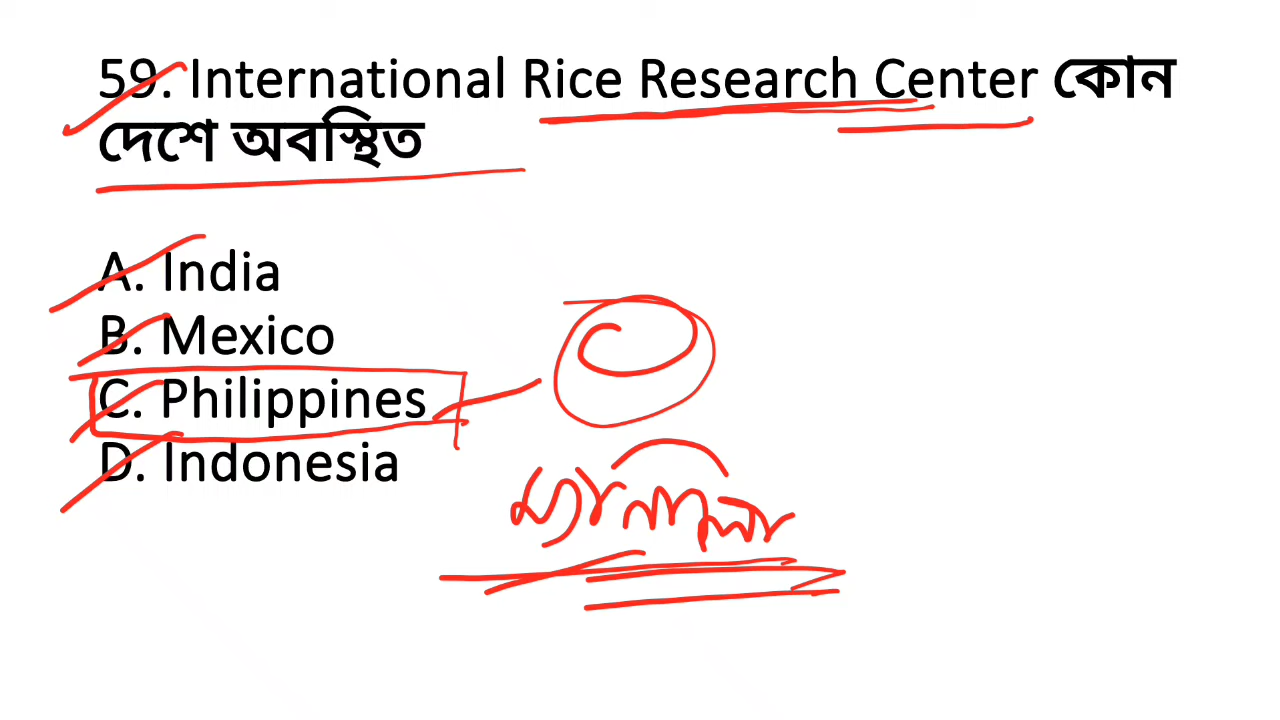 59. International Rice Research Center কোন
দেশে অবস্থিত
A. India
B. Mexico
C. Philippines
D. Indonesia
ম্যানিলা